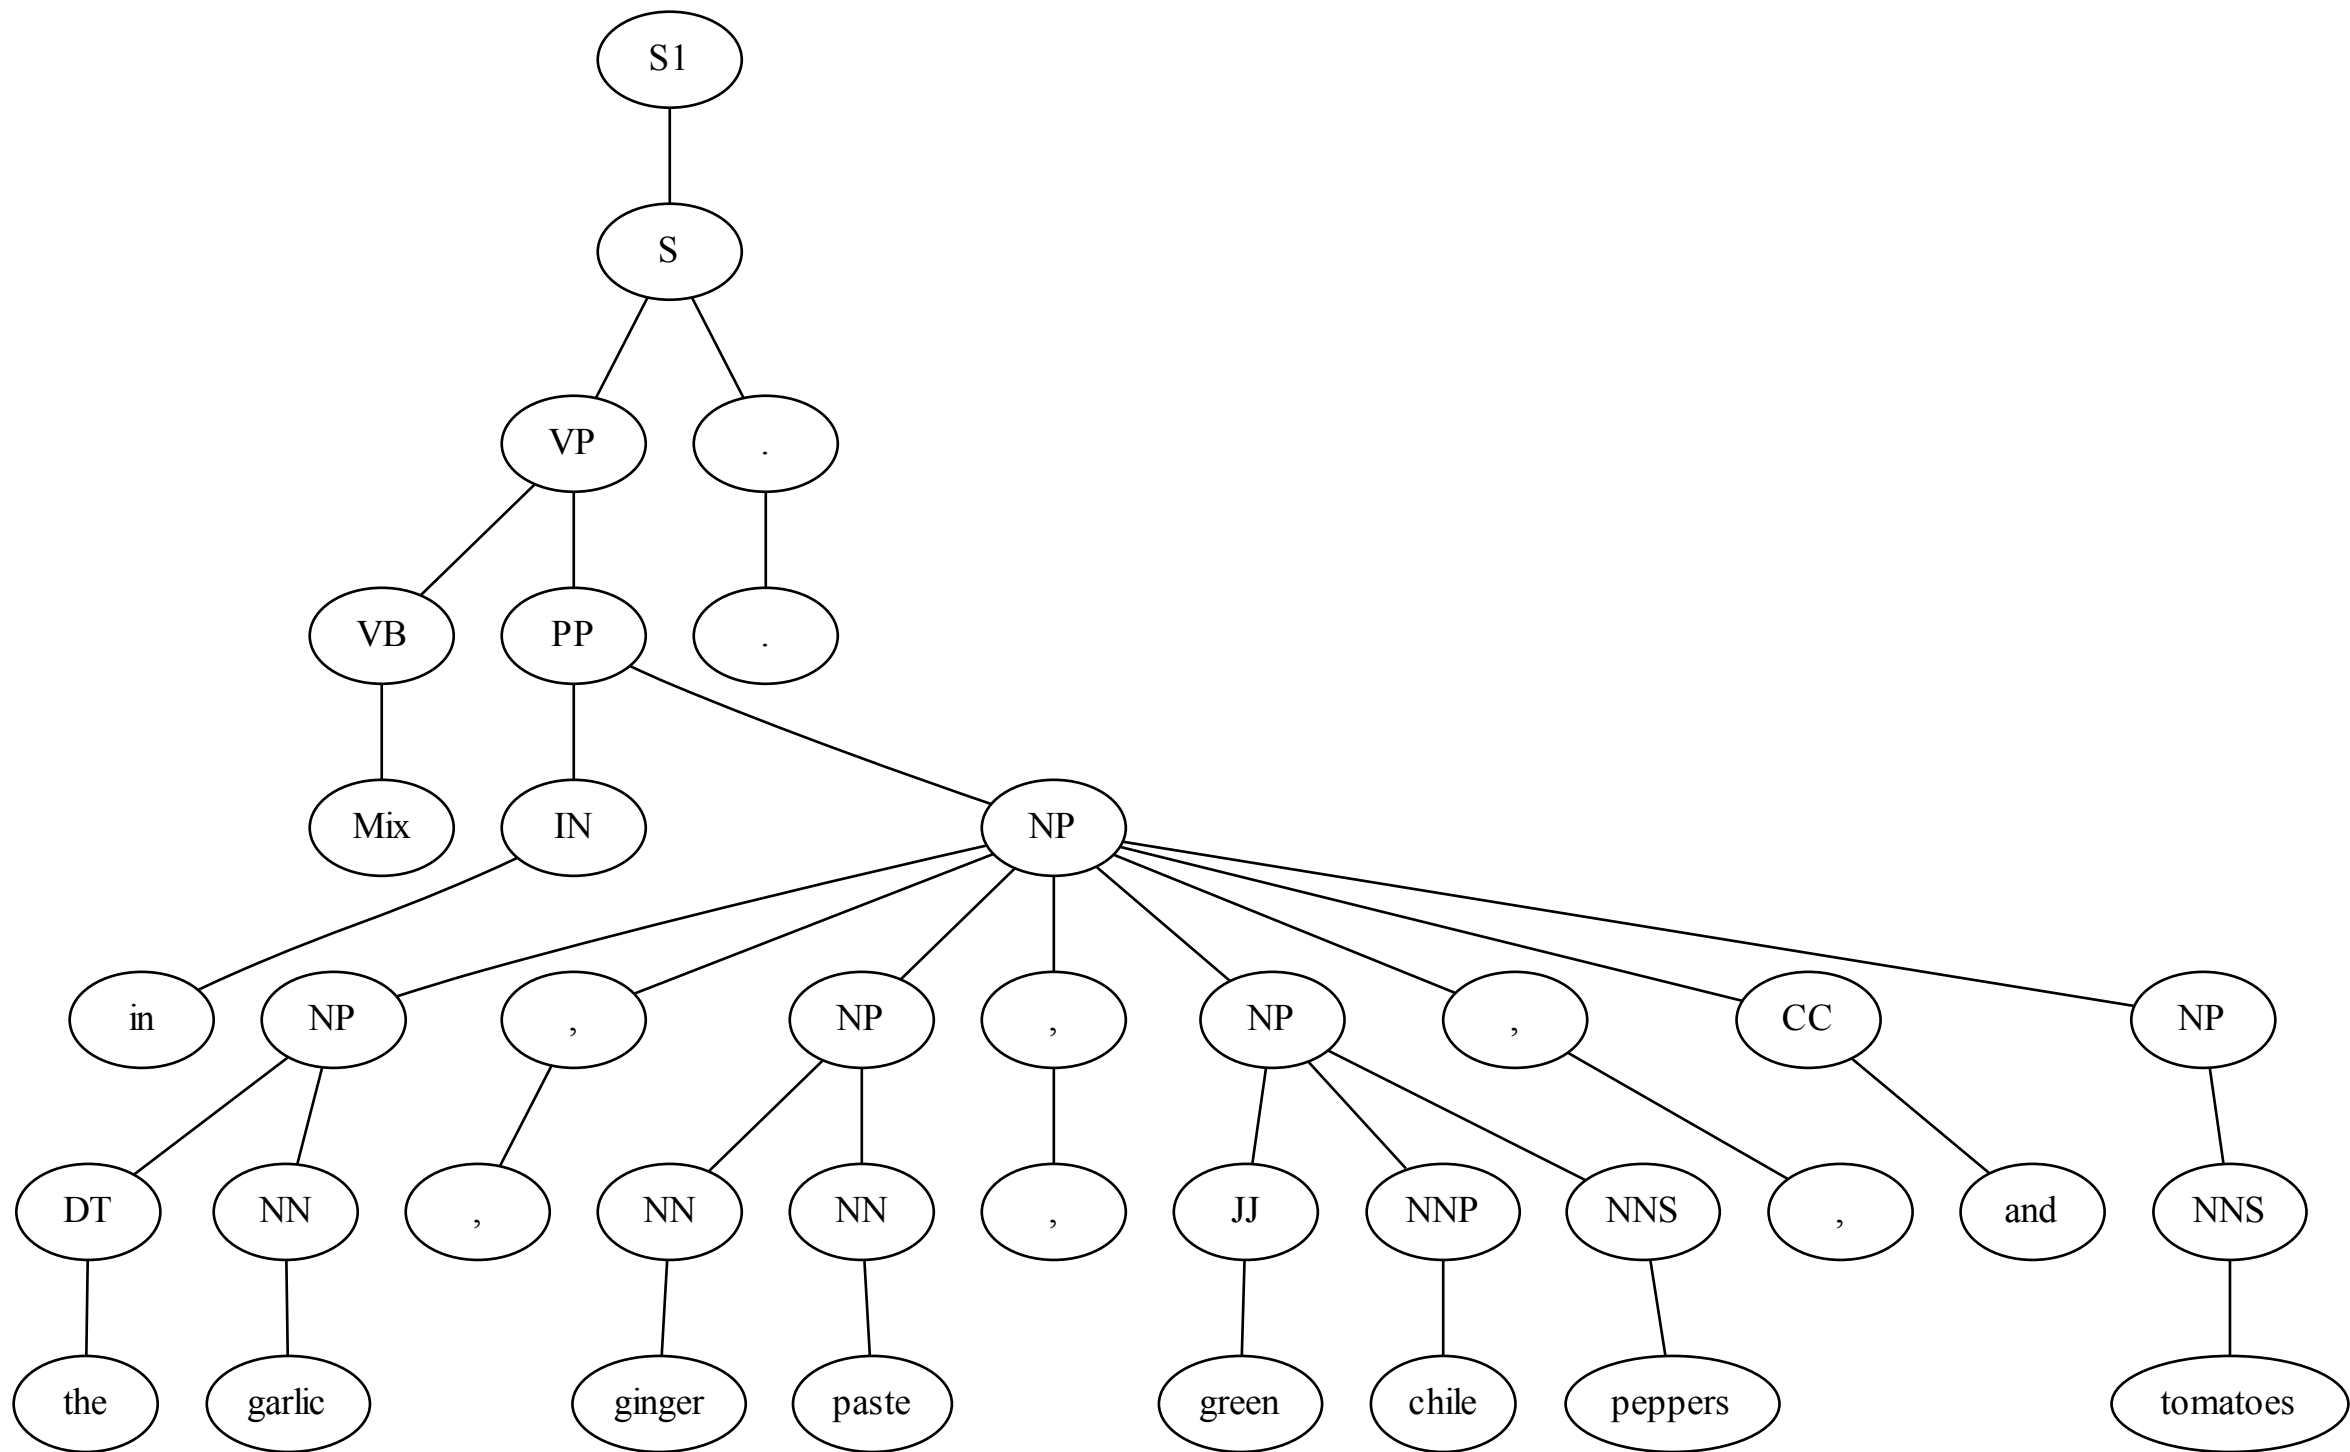 S1
S
VP .
VB PP .
Mix IN NP
in NP , NP , NP , CC NP
DT NN , NN NN , JJ NNP NNS , and NNS
the garlic ginger paste green chile peppers tomatoes